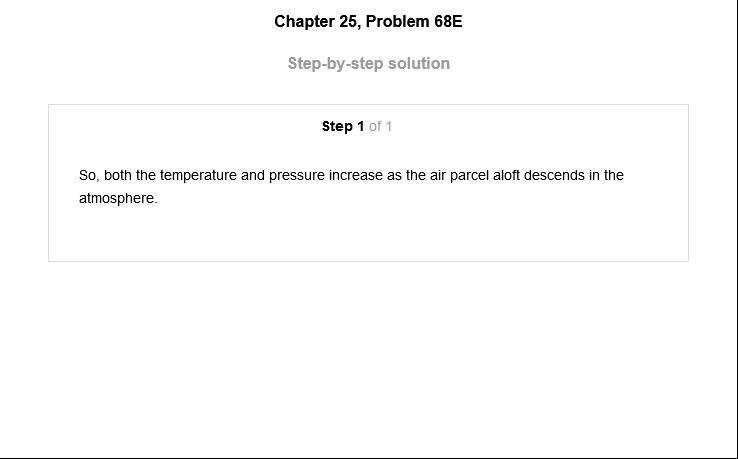 Chapter 25, Problem 68E
Step-by-step solution
Step 1 of 1
So, both the temperature and pressure increase as the air parcel aloft descends in the
atmosphere.